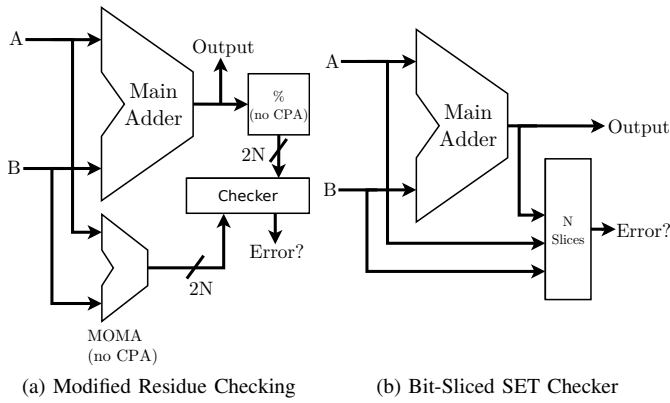 A
B
Main
Adder
Output
%
(no CPA)
2N
Checker
Error?
2N
MOMA
(no CPA)
(a) Modified Residue Checking
A
B
Main
Adder
Output
N
Slices
Error?
(b) Bit-Sliced SET Checker